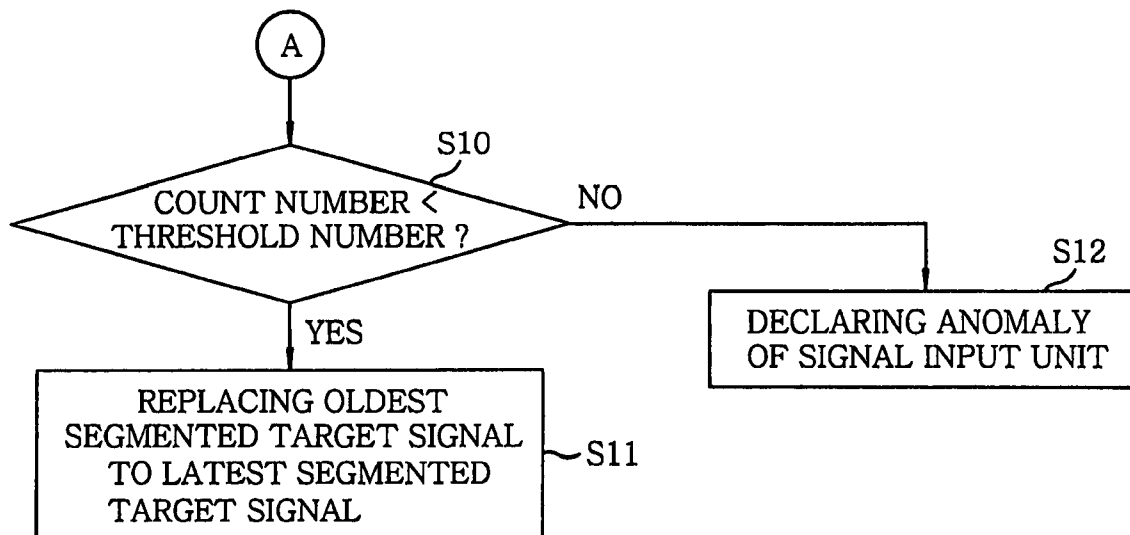 A
S10
COUNT NUMBER <
THRESHOLD NUMBER ?
NO
S12
DECLARING ANOMALY
OF SIGNAL INPUT UNIT
YES
REPLACING OLDEST
SEGMENTED TARGET SIGNAL
TO LATEST SEGMENTED
TARGET SIGNAL
S11